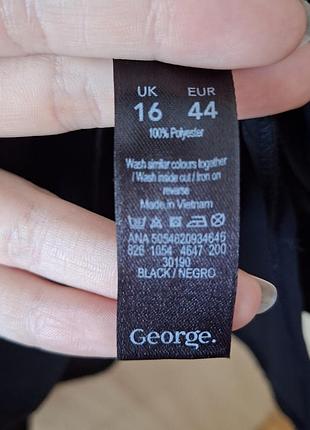 UK EUR
16 44
100% Polyester
Wash similar colours together
/ Wash inside out / Iron on
reverse
Made in Vietnam
ANA 5054620934646
826 1054 4647 200
30190
BLACK / NEGRO
George.